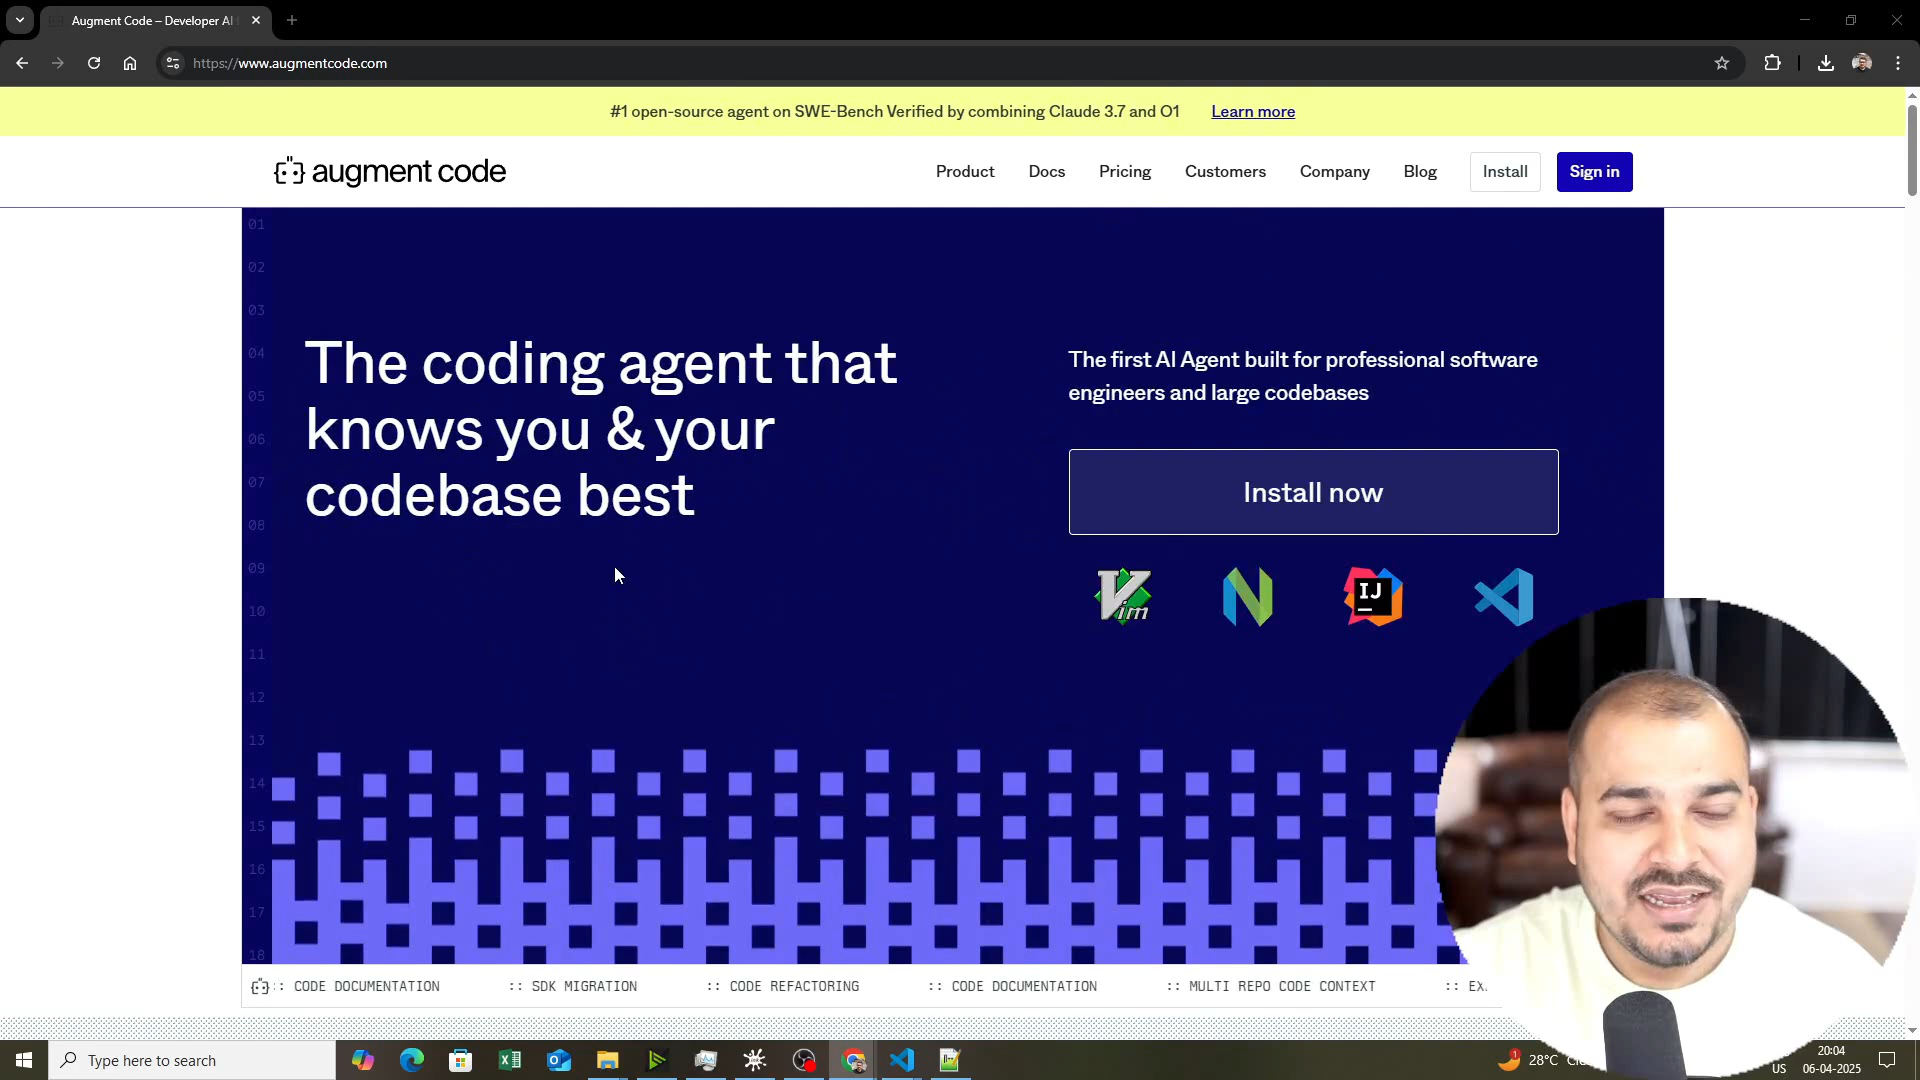 Augment Code – Developer AI
https://www.augmentcode.com
#1 open-source agent on SWE-Bench Verified by combining Claude 3.7 and O1 Learn more
augment code
Product Docs Pricing Customers Company Blog Install Sign in
01
02
03
04
05
06
07
08
09
10
11
12
13
14
15
16
17
18
The coding agent that
knows you & your
codebase best
The first AI Agent built for professional software
engineers and large codebases
Install now
Vim
IJ
:: CODE DOCUMENTATION :: SDK MIGRATION :: CODE REFACTORING :: CODE DOCUMENTATION :: MULTI REPO CODE CONTEXT ::
Type here to search
1
28°C
US
20:04
06-04-2025